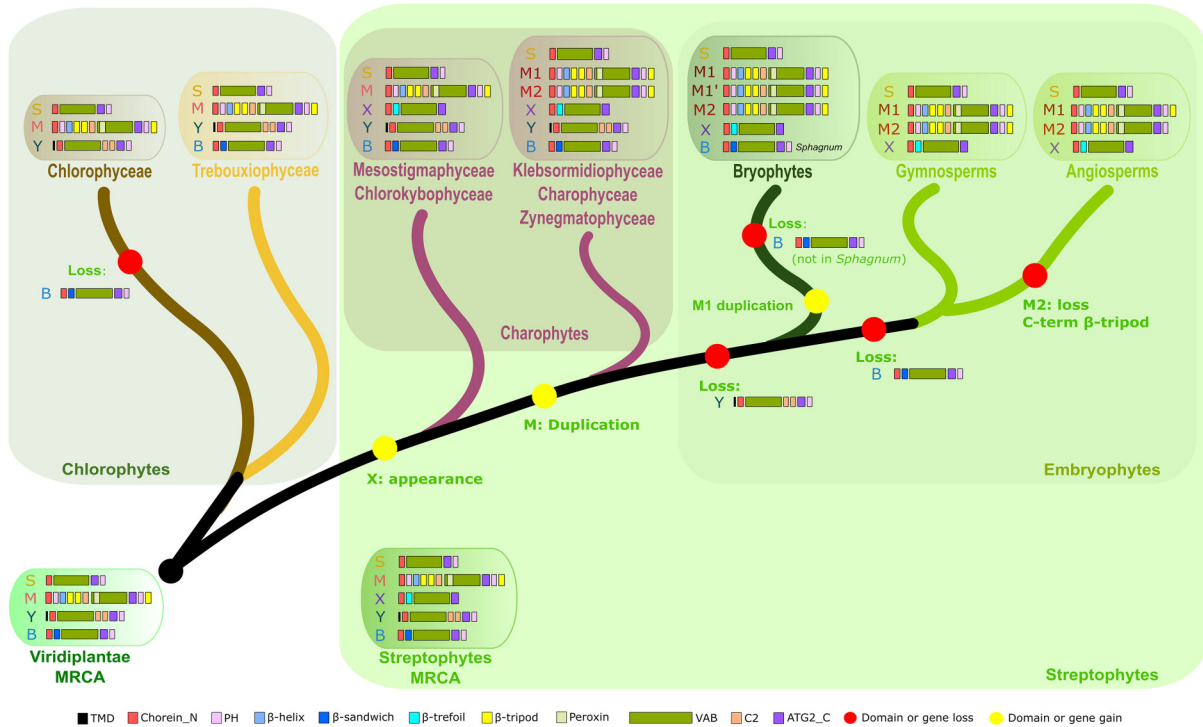 S
M
Y
Chlorophyceae
S
M
Y
B
Trebouxiophyceae
S
M
X
Y
B
Mesostigmaphyceae
Chlorokybophyceae
S
M1
M2
X
Y
B
Klebsormidiophyceae
Charophyceae
Zynegmatophyceae
S
M1
M1'
M2
X
B Sphagnum
Bryophytes
S
M1
M2
X
Gymnosperms
S
M1
M2
X
Angiosperms
Loss:
B
Loss:
B
(not in Sphagnum)
M1 duplication
M2: loss
C-term β-tripod
Charophytes
Loss:
B
Loss:
Y
M: Duplication
X: appearance
Chlorophytes
Embryophytes
S
M
Y
B
Viridiplantae
MRCA
S
M
X
Y
B
Streptophytes
MRCA
Streptophytes
TMD Chorein_N PH β-helix β-sandwich β-trefoil β-tripod Peroxin VAB C2 ATG2_C Domain or gene loss Domain or gene gain